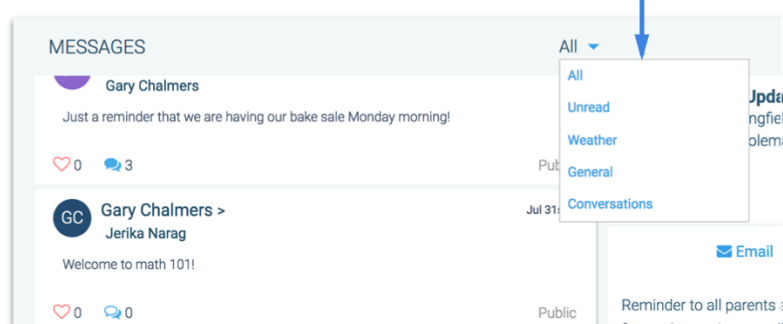 MESSAGES
All
All
Unread
Weather
General
Conversations
Gary Chalmers
Just a reminder that we are having our bake sale Monday morning!
0
3
GC
Gary Chalmers >
Jul 31
Jerika Narag
Welcome to math 101!
0
0
Public
Email
Reminder to all parents